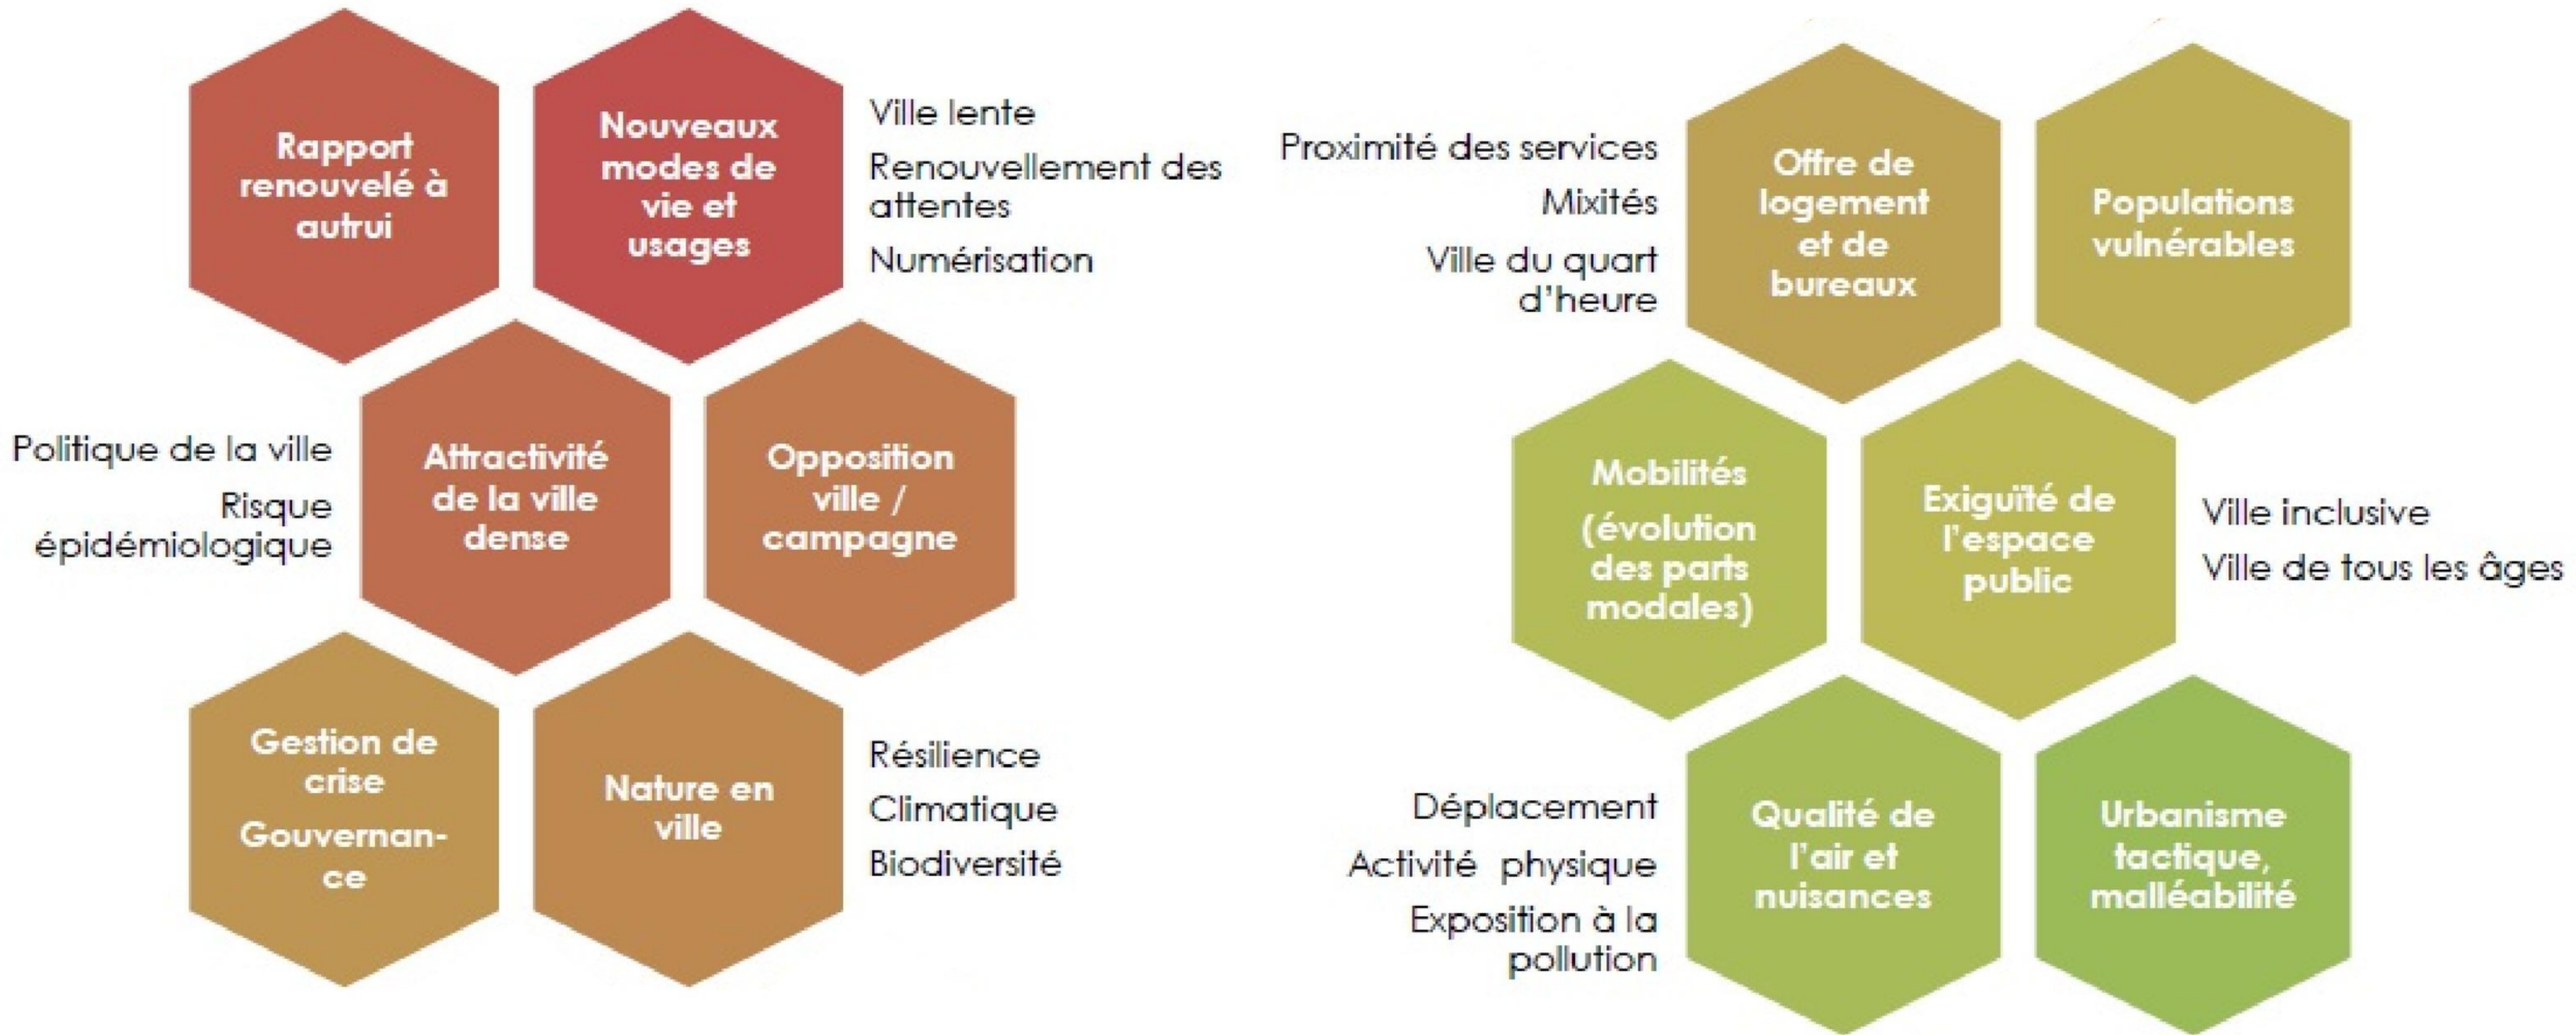 Rapport
renouvelé à
autrui
Nouveaux
modes de
vie et
usages
Ville lente
Renouvellement des
attentes
Numérisation
Politique de la ville
Risque
épidémiologique
Attractivité
de la ville
dense
Opposition
ville /
campagne
Gestion de
crise
Gouvernan-
ce
Nature en
ville
Résilience
Climatique
Biodiversité
Proximité des services
Mixités
Ville du quart
d'heure
Offre de
logement
et de
bureaux
Populations
vulnérables
Mobilités
(évolution
des parts
modales)
Exiguïté de
l'espace
public
Ville inclusive
Ville de tous les âges
Déplacement
Activité physique
Exposition à la
pollution
Qualité de
l'air et
nuisances
Urbanisme
tactique,
malléabilité